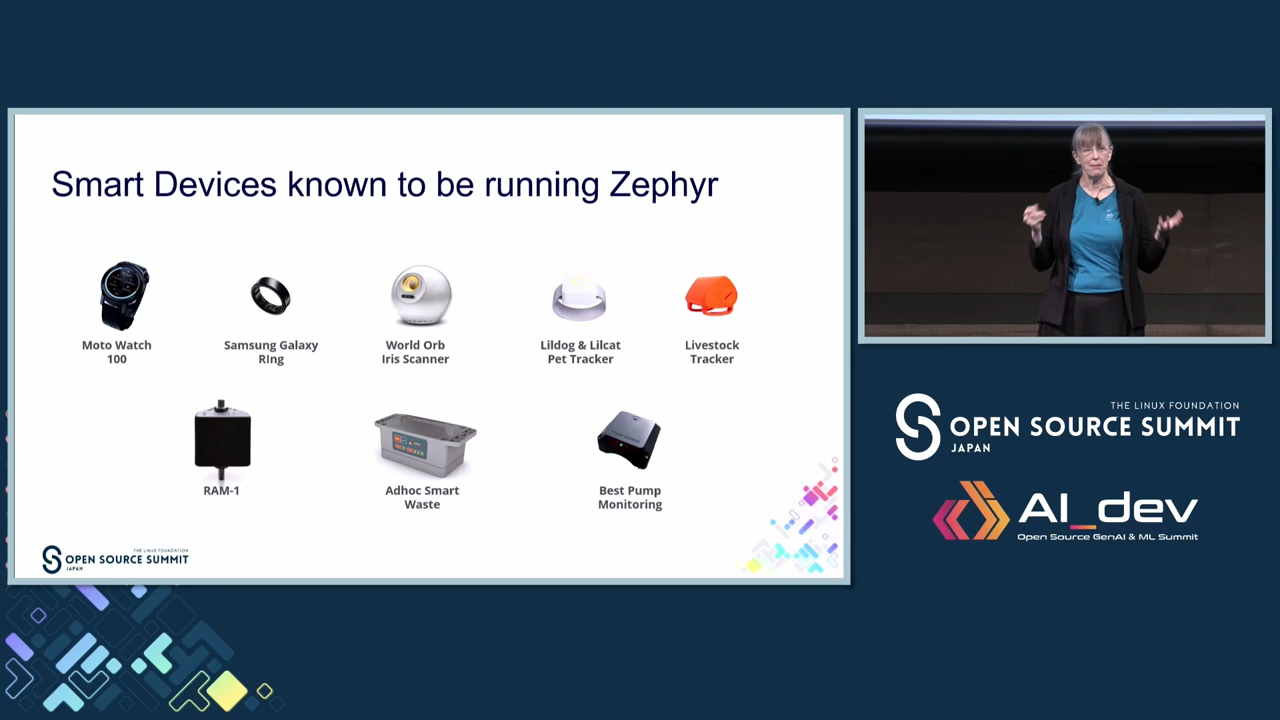 Smart Devices known to be running Zephyr
Moto Watch
100
Samsung Galaxy
RIng
World Orb
Iris Scanner
Lildog & Lilcat
Pet Tracker
Livestock
Tracker
RAM-1
Adhoc Smart
Waste
Best Pump
Monitoring
THE LINUX FOUNDATION
OPEN SOURCE SUMMIT
JAPAN
THE LINUX FOUNDATION
OPEN SOURCE SUMMIT
JAPAN
AI_dev
Open Source GenAI & ML Summit